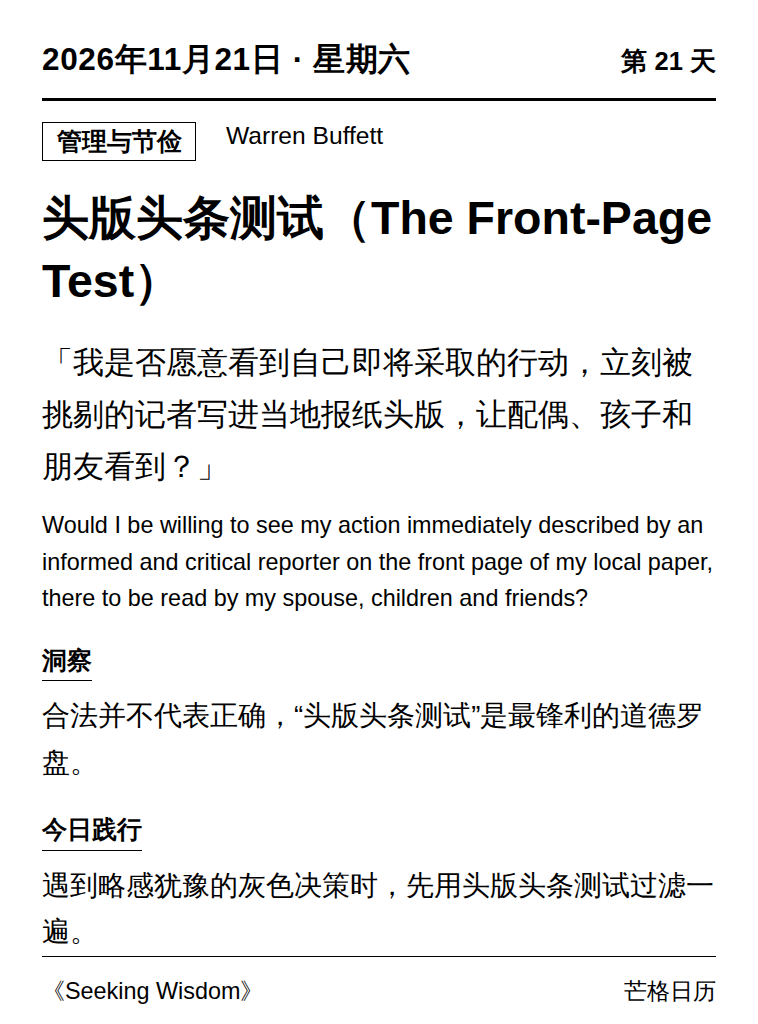 2026年11月21日 · 星期六
第 21 天
管理与节俭
Warren Buffett
头版头条测试（The Front-Page
Test）
「我是否愿意看到自己即将采取的行动，立刻被
挑剔的记者写进当地报纸头版，让配偶、孩子和
朋友看到？」
Would I be willing to see my action immediately described by an
informed and critical reporter on the front page of my local paper,
there to be read by my spouse, children and friends?
洞察
合法并不代表正确，“头版头条测试”是最锋利的道德罗
盘。
今日践行
遇到略感犹豫的灰色决策时，先用头版头条测试过滤一
遍。
《Seeking Wisdom》
芒格日历